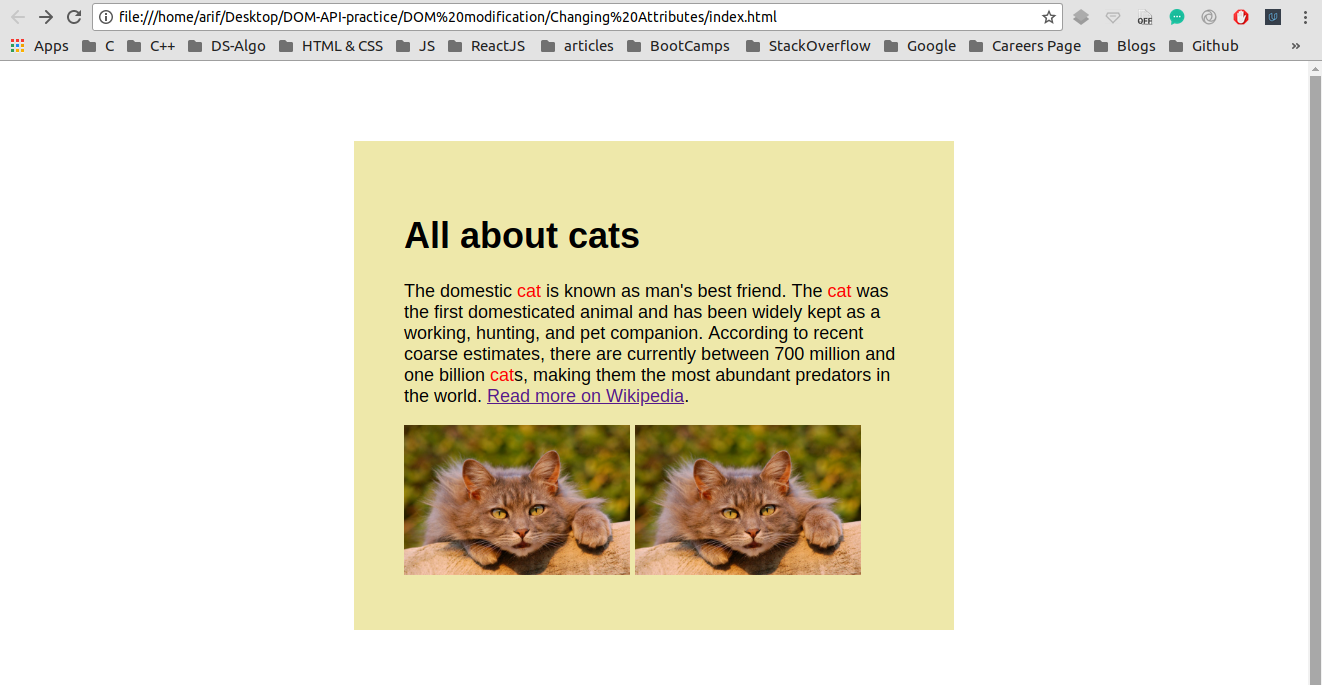 file:///home/arif/Desktop/DOM-API-practice/DOM%20modification/Changing%20Attributes/index.html
OFF
Apps C C++ DS-Algo HTML & CSS JS ReactJS articles BootCamps StackOverflow Google Careers Page Blogs Github »
All about cats
The domestic cat is known as man's best friend. The cat was
the first domesticated animal and has been widely kept as a
working, hunting, and pet companion. According to recent
coarse estimates, there are currently between 700 million and
one billion cats, making them the most abundant predators in
the world. Read more on Wikipedia.